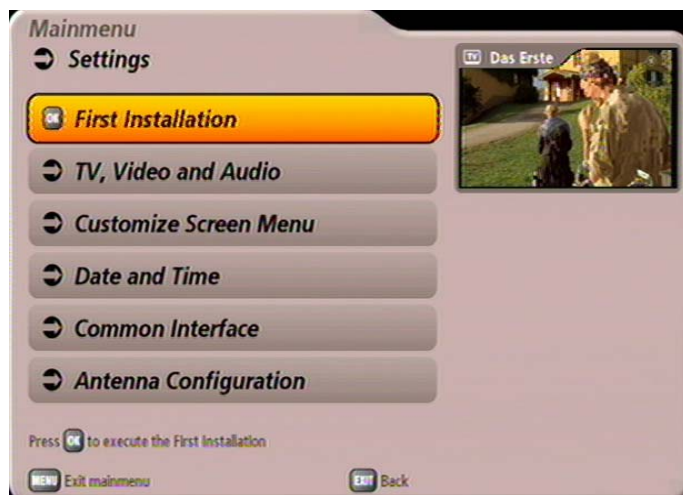 Mainmenu
Settings
TV Das Erste
OK First Installation
TV, Video and Audio
Customize Screen Menu
Date and Time
Common Interface
Antenna Configuration
Press OK to execute the First Installation
MENU Exit mainmenu
EXIT Back